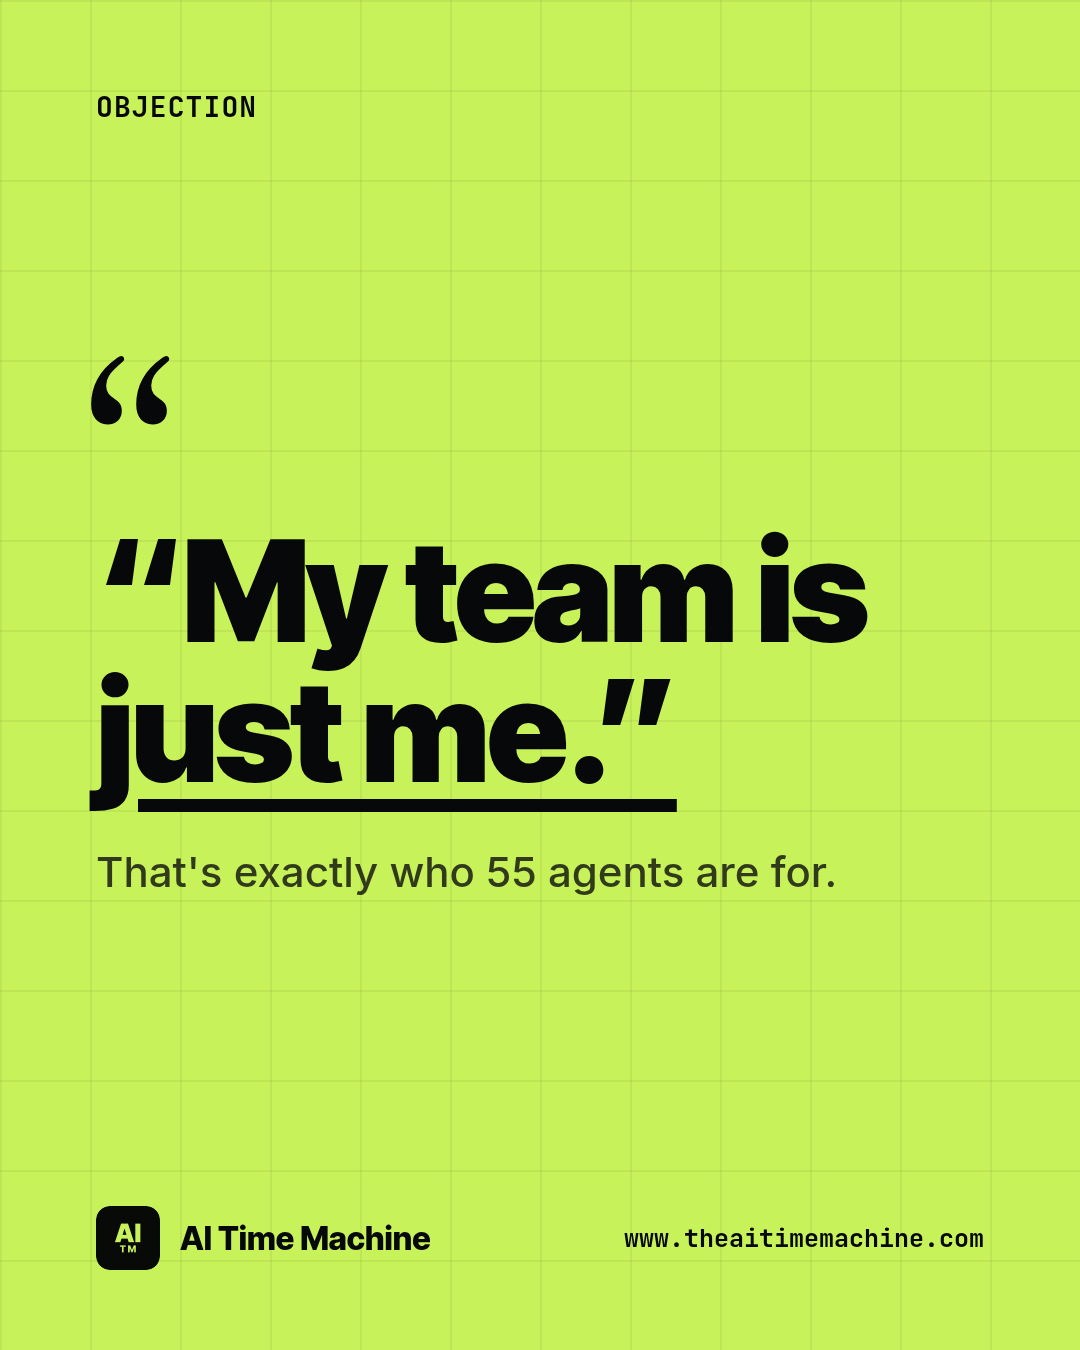 OBJECTION
“
“My team is
just me.”
That's exactly who 55 agents are for.
AI
TM
AI Time Machine
www.theaitimemachine.com